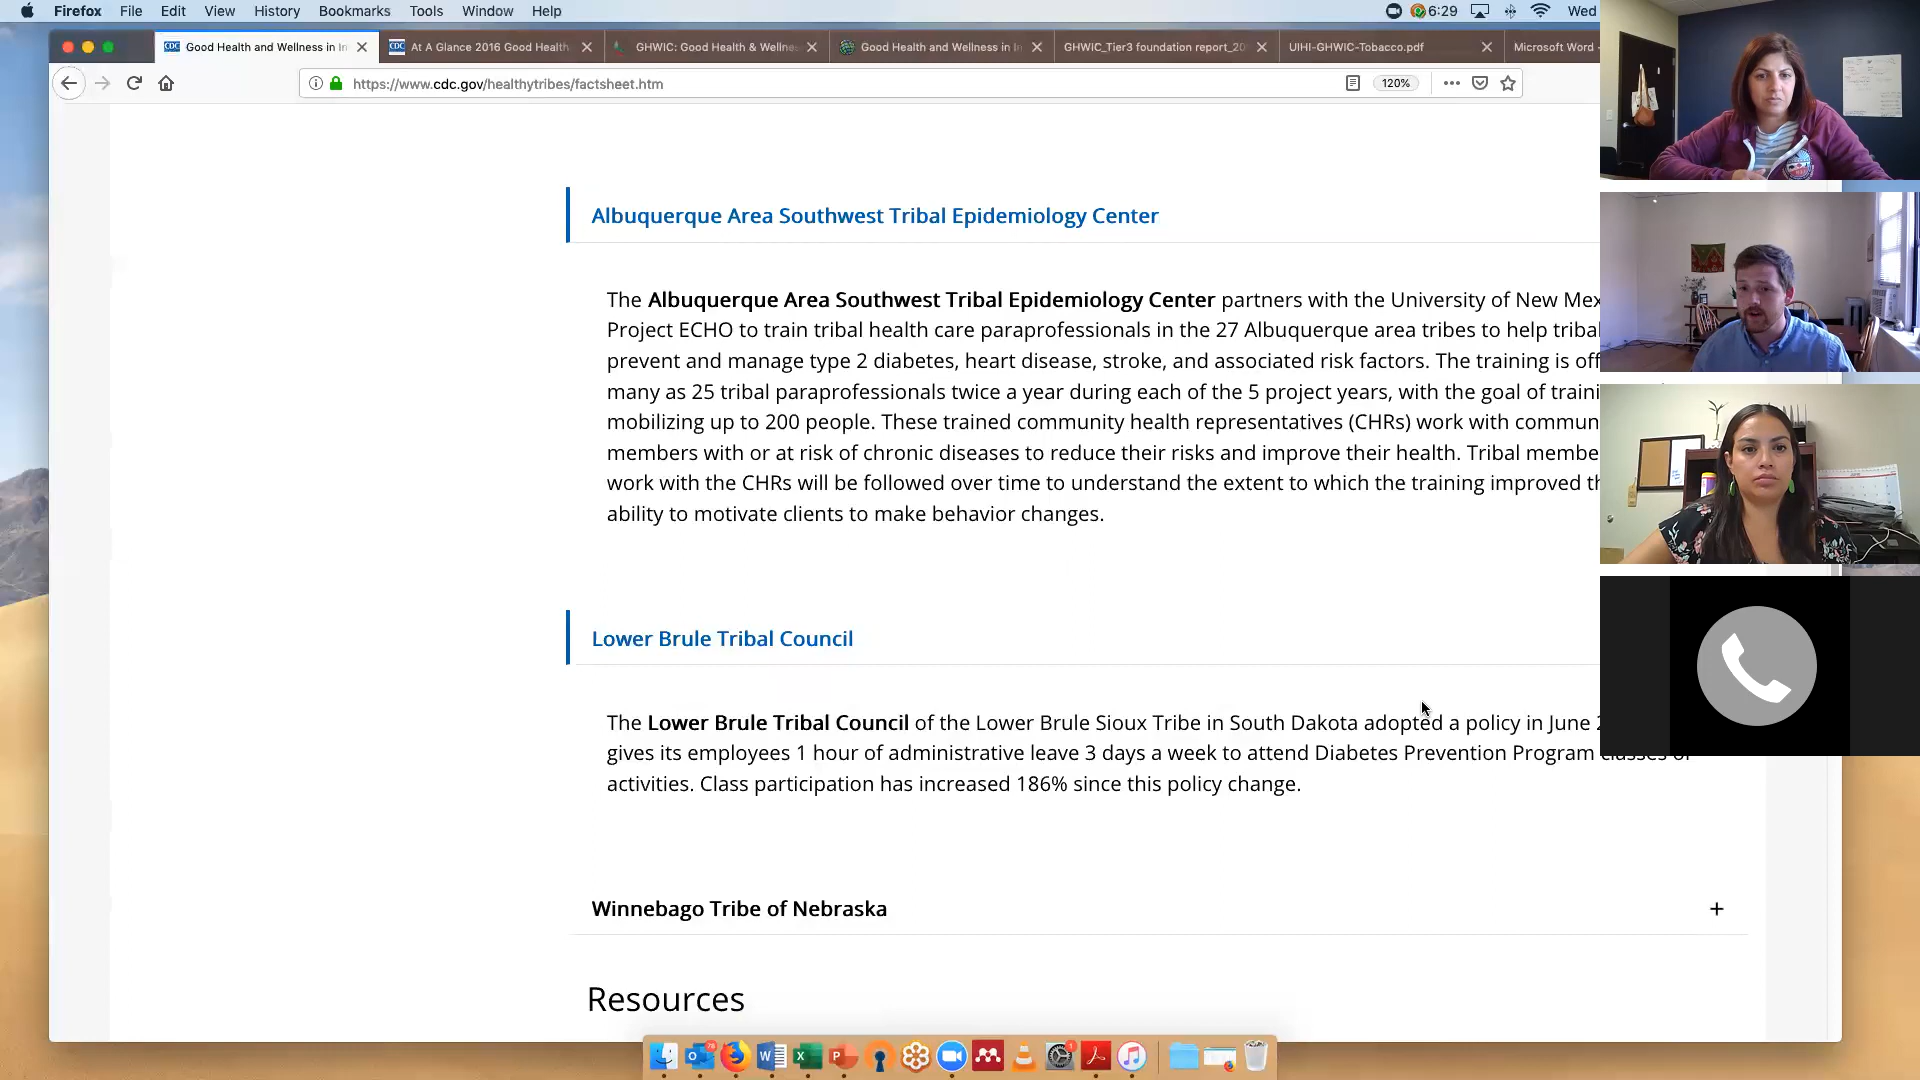 Firefox File Edit View History Bookmarks Tools Window Help 6:29 Wed
Good Health and Wellness in In At A Glance 2016 Good Health GHWIC: Good Health & Wellne Good Health and Wellness in In GHWIC_Tier3 foundation report_20 UIHI-GHWIC-Tobacco.pdf Microsoft Word -
https://www.cdc.gov/healthytribes/factsheet.htm 120%
Albuquerque Area Southwest Tribal Epidemiology Center
The Albuquerque Area Southwest Tribal Epidemiology Center partners with the University of New Mex
Project ECHO to train tribal health care paraprofessionals in the 27 Albuquerque area tribes to help tribal
prevent and manage type 2 diabetes, heart disease, stroke, and associated risk factors. The training is off
many as 25 tribal paraprofessionals twice a year during each of the 5 project years, with the goal of traini
mobilizing up to 200 people. These trained community health representatives (CHRs) work with commun
members with or at risk of chronic diseases to reduce their risks and improve their health. Tribal membe
work with the CHRs will be followed over time to understand the extent to which the training improved th
ability to motivate clients to make behavior changes.
Lower Brule Tribal Council
The Lower Brule Tribal Council of the Lower Brule Sioux Tribe in South Dakota adopted a policy in June 2
gives its employees 1 hour of administrative leave 3 days a week to attend Diabetes Prevention Program classes or
activities. Class participation has increased 186% since this policy change.
Winnebago Tribe of Nebraska +
Resources